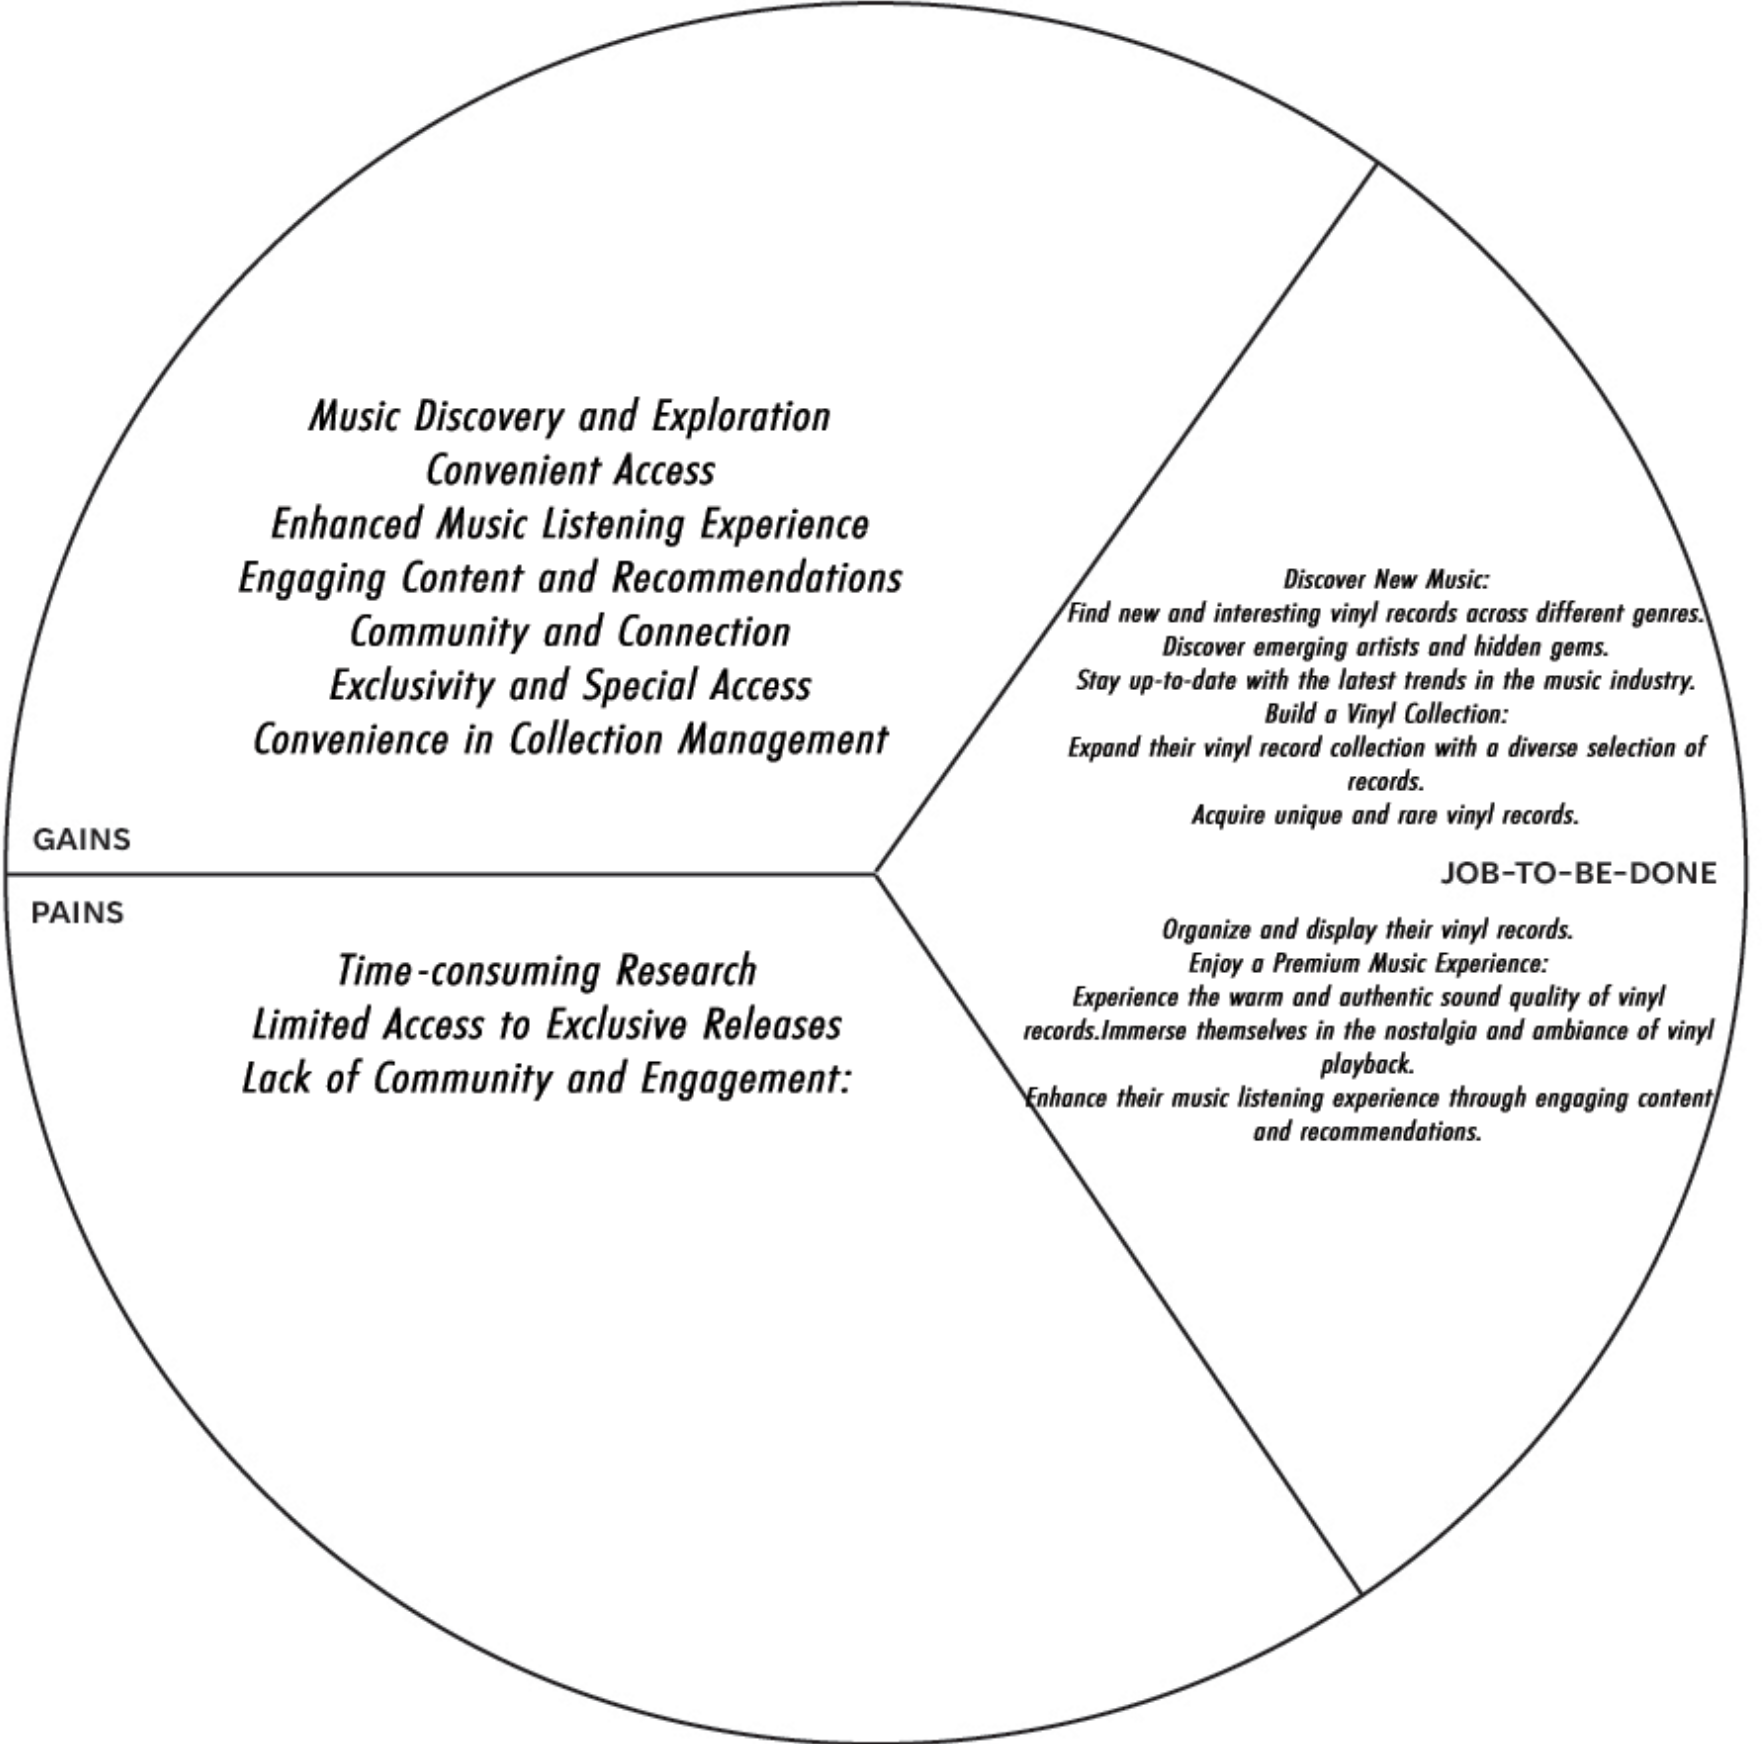 Music Discovery and Exploration
Convenient Access
Enhanced Music Listening Experience
Engaging Content and Recommendations
Community and Connection
Exclusivity and Special Access
Convenience in Collection Management
GAINS
PAINS
Time-consuming Research
Limited Access to Exclusive Releases
Lack of Community and Engagement:
Discover New Music:
Find new and interesting vinyl records across different genres.
Discover emerging artists and hidden gems.
Stay up-to-date with the latest trends in the music industry.
Build a Vinyl Collection:
Expand their vinyl record collection with a diverse selection of
records.
Acquire unique and rare vinyl records.
JOB-TO-BE-DONE
Organize and display their vinyl records.
Enjoy a Premium Music Experience:
Experience the warm and authentic sound quality of vinyl
records.Immerse themselves in the nostalgia and ambiance of vinyl
playback.
Enhance their music listening experience through engaging content
and recommendations.